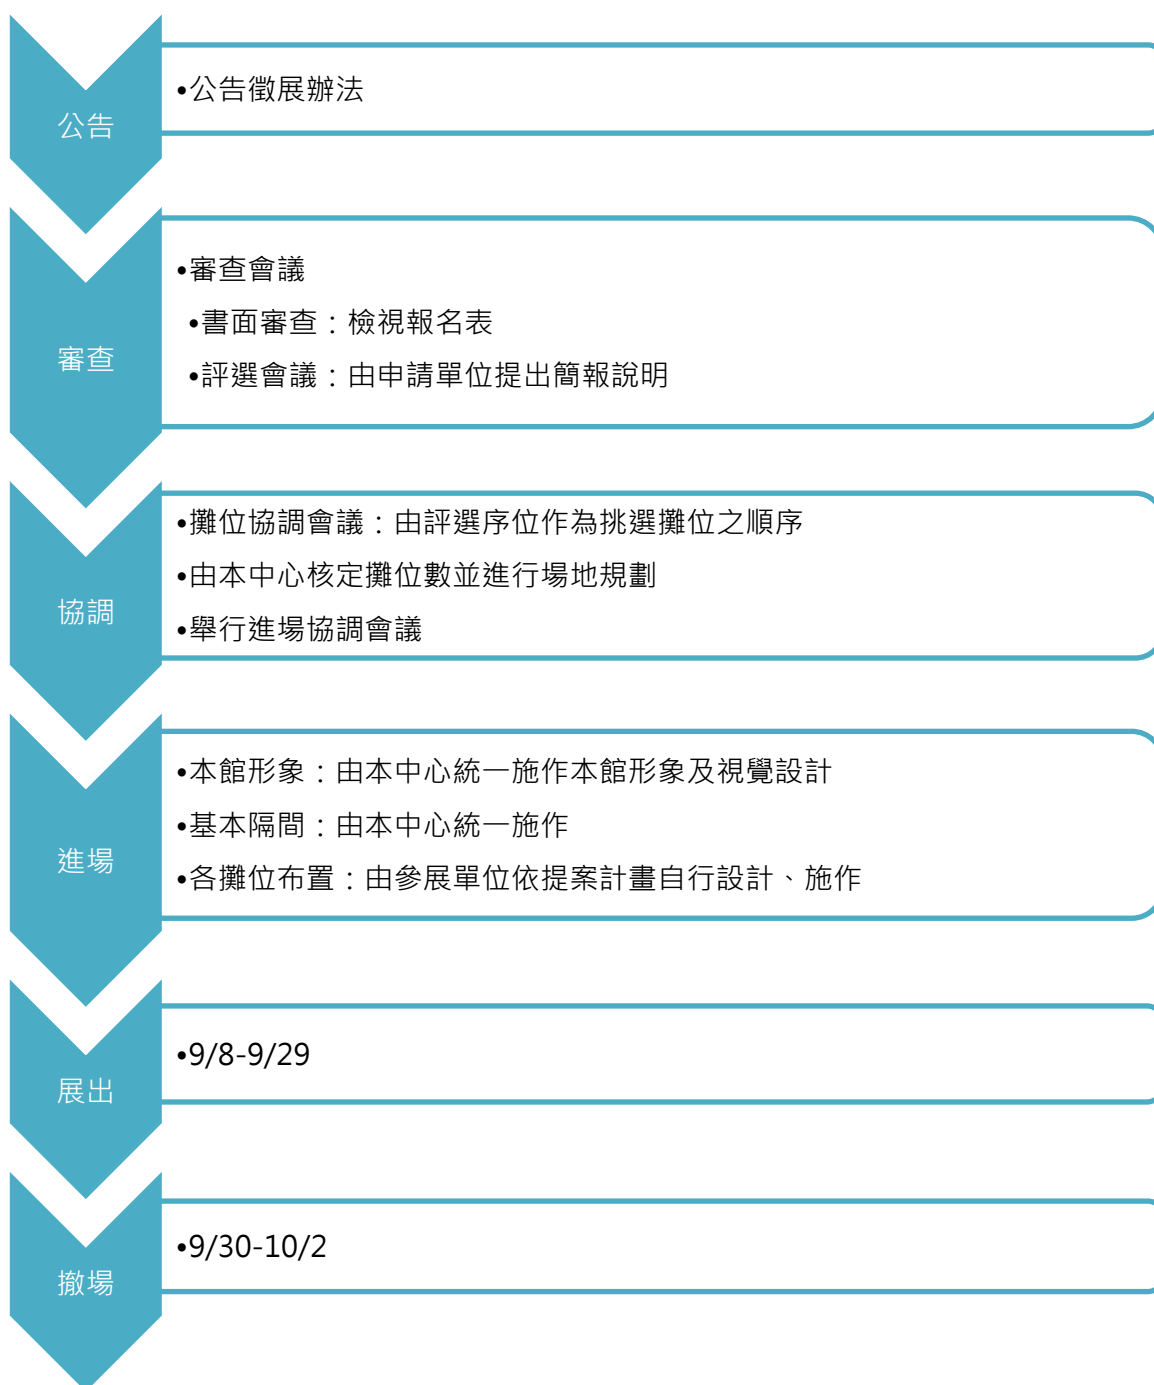 公告
•公告徵展辦法
審查
•審查會議
•書面審查：檢視報名表
•評選會議：由申請單位提出簡報說明
協調
•攤位協調會議：由評選序位作為挑選攤位之順序
•由本中心核定攤位數並進行場地規劃
•舉行進場協調會議
進場
•本館形象：由本中心統一施作本館形象及視覺設計
•基本隔間：由本中心統一施作
•各攤位布置：由參展單位依提案計畫自行設計、施作
展出
•9/8-9/29
撤場
•9/30-10/2